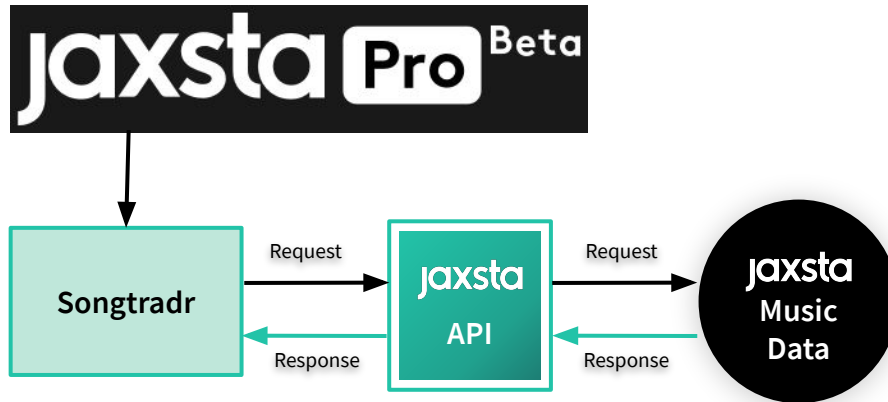 jaxsta Pro Beta
Request
Request
Songtradr
jaxsta
API
jaxsta
Music
Data
Response
Response